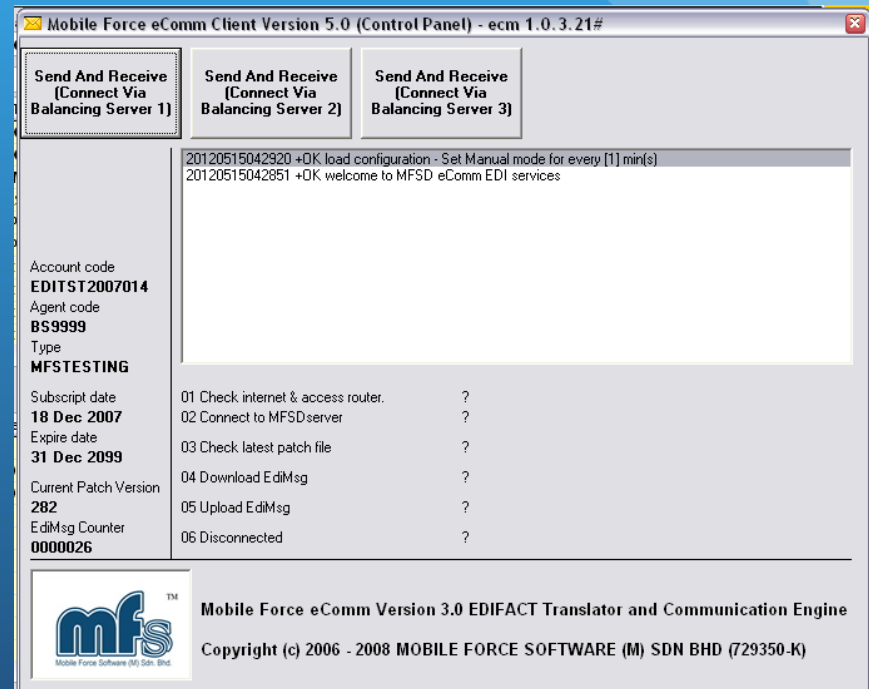 Mobile Force eComm Client Version 5.0 (Control Panel) - ecm 1.0.3.21#
Send And Receive
(Connect Via
Balancing Server 1)
Send And Receive
(Connect Via
Balancing Server 2)
Send And Receive
(Connect Via
Balancing Server 3)
20120515042920 +OK load configuration - Set Manual mode for every [1] min(s)
20120515042851 +OK welcome to MFSD eComm EDI services
Account code
EDITST2007014
Agent code
BS9999
Type
MFSTESTING
Subscript date
18 Dec 2007
Expire date
31 Dec 2099
Current Patch Version
282
EdiMsg Counter
0000026
01 Check internet & access router. ?
02 Connect to MFSDserver ?
03 Check latest patch file ?
04 Download EdiMsg ?
05 Upload EdiMsg ?
06 Disconnected ?
mfs TM
Mobile Force Software (M) Sdn. Bhd.
Mobile Force eComm Version 3.0 EDIFACT Translator and Communication Engine
Copyright (c) 2006 - 2008 MOBILE FORCE SOFTWARE (M) SDN BHD (729350-K)